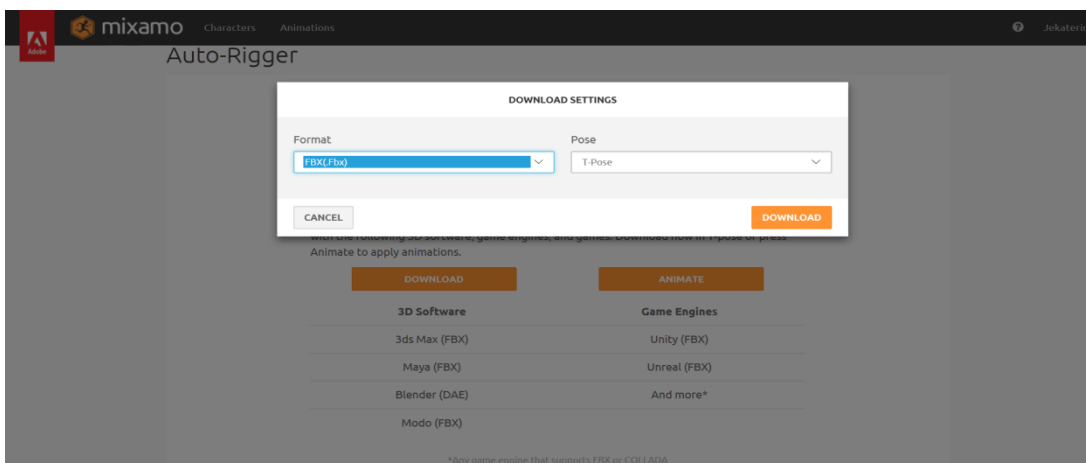 Adobe
mixamo Characters Animations Jekateri
Auto-Rigger
DOWNLOAD SETTINGS
Format Pose
FBX(.Fbx) T-Pose
CANCEL DOWNLOAD
with the following 3D software, game engines, and games. Download now in T-pose or press
Animate to apply animations.
DOWNLOAD ANIMATE
3D Software Game Engines
3ds Max (FBX) Unity (FBX)
Maya (FBX) Unreal (FBX)
Blender (DAE) And more*
Modo (FBX)
*Any game engine that supports FBX or COLLADA